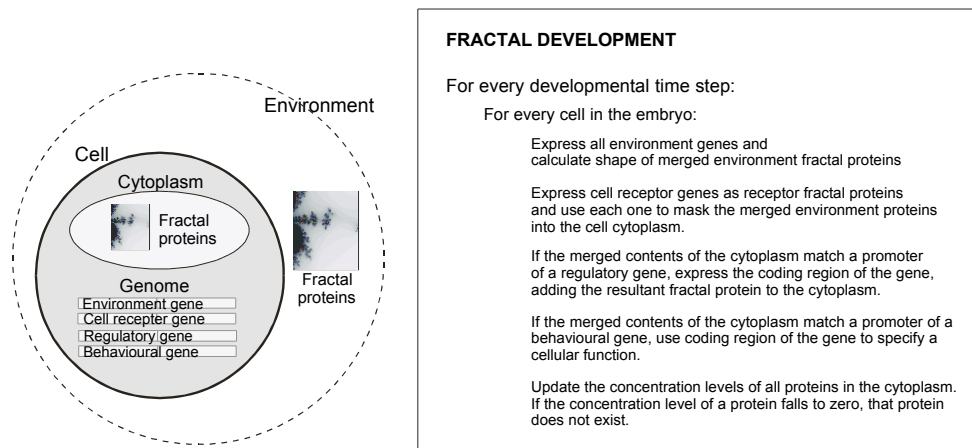 Environment
Cell
Cytoplasm
Fractal
proteins
Fractal
proteins
Genome
Environment gene
Cell recepter gene
Regulatory gene
Behavioural gene
FRACTAL DEVELOPMENT
For every developmental time step:
For every cell in the embryo:
Express all environment genes and
calculate shape of merged environment fractal proteins
Express cell receptor genes as receptor fractal proteins
and use each one to mask the merged environment proteins
into the cell cytoplasm.
If the merged contents of the cytoplasm match a promoter
of a regulatory gene, express the coding region of the gene,
adding the resultant fractal protein to the cytoplasm.
If the merged contents of the cytoplasm match a promoter of a
behavioural gene, use coding region of the gene to specify a
cellular function.
Update the concentration levels of all proteins in the cytoplasm.
If the concentration level of a protein falls to zero, that protein
does not exist.